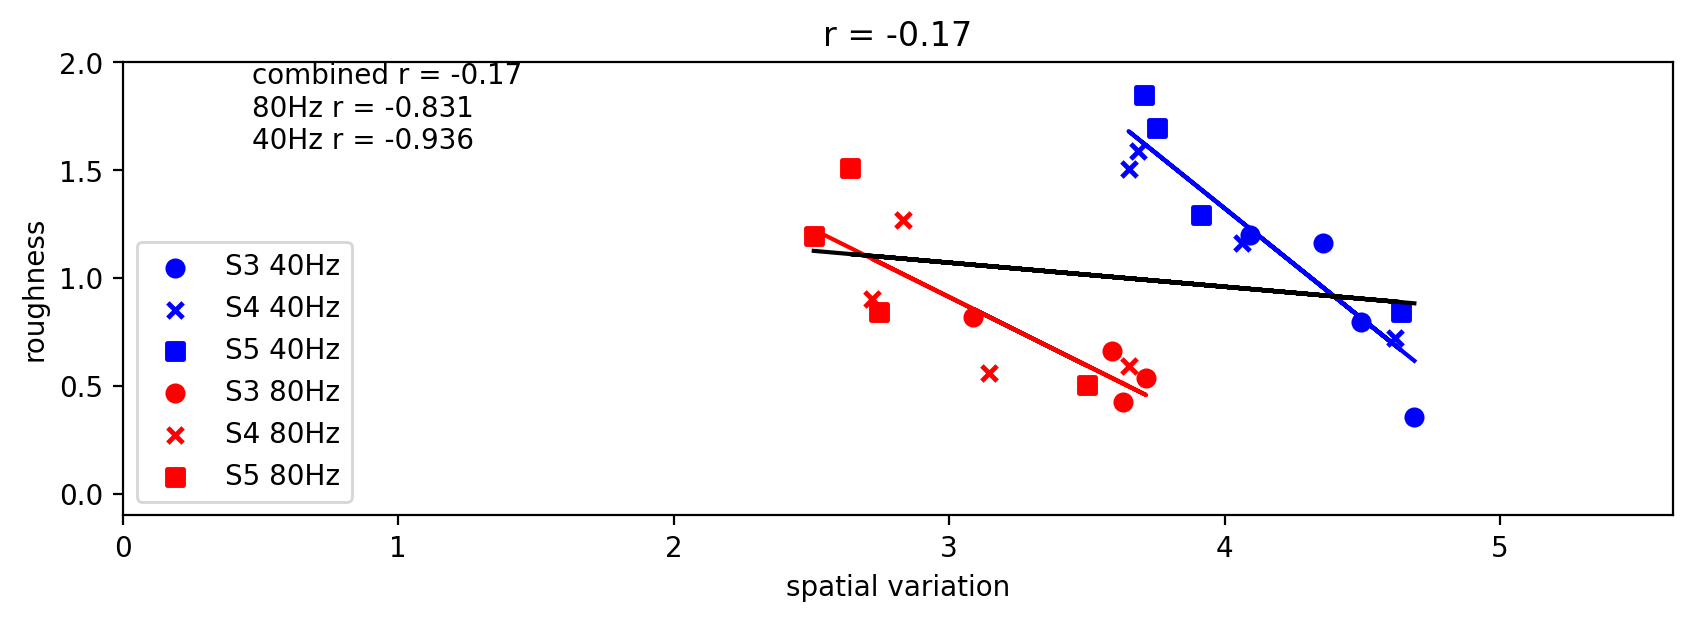 r = -0.17
combined r = -0.17
80Hz r = -0.831
40Hz r = -0.936
2.0
1.5
1.0
0.5
0.0
roughness
S3 40Hz
S4 40Hz
S5 40Hz
S3 80Hz
S4 80Hz
S5 80Hz
0 1 2 3 4 5
spatial variation